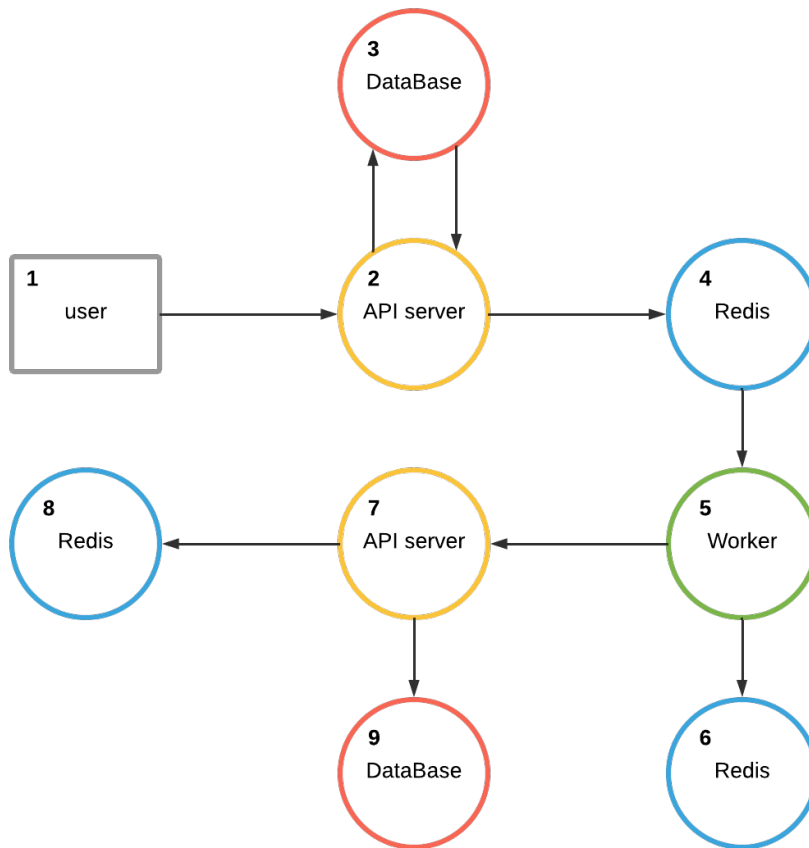 3
DataBase
1
user
2
API server
4
Redis
8
Redis
7
API server
5
Worker
9
DataBase
6
Redis